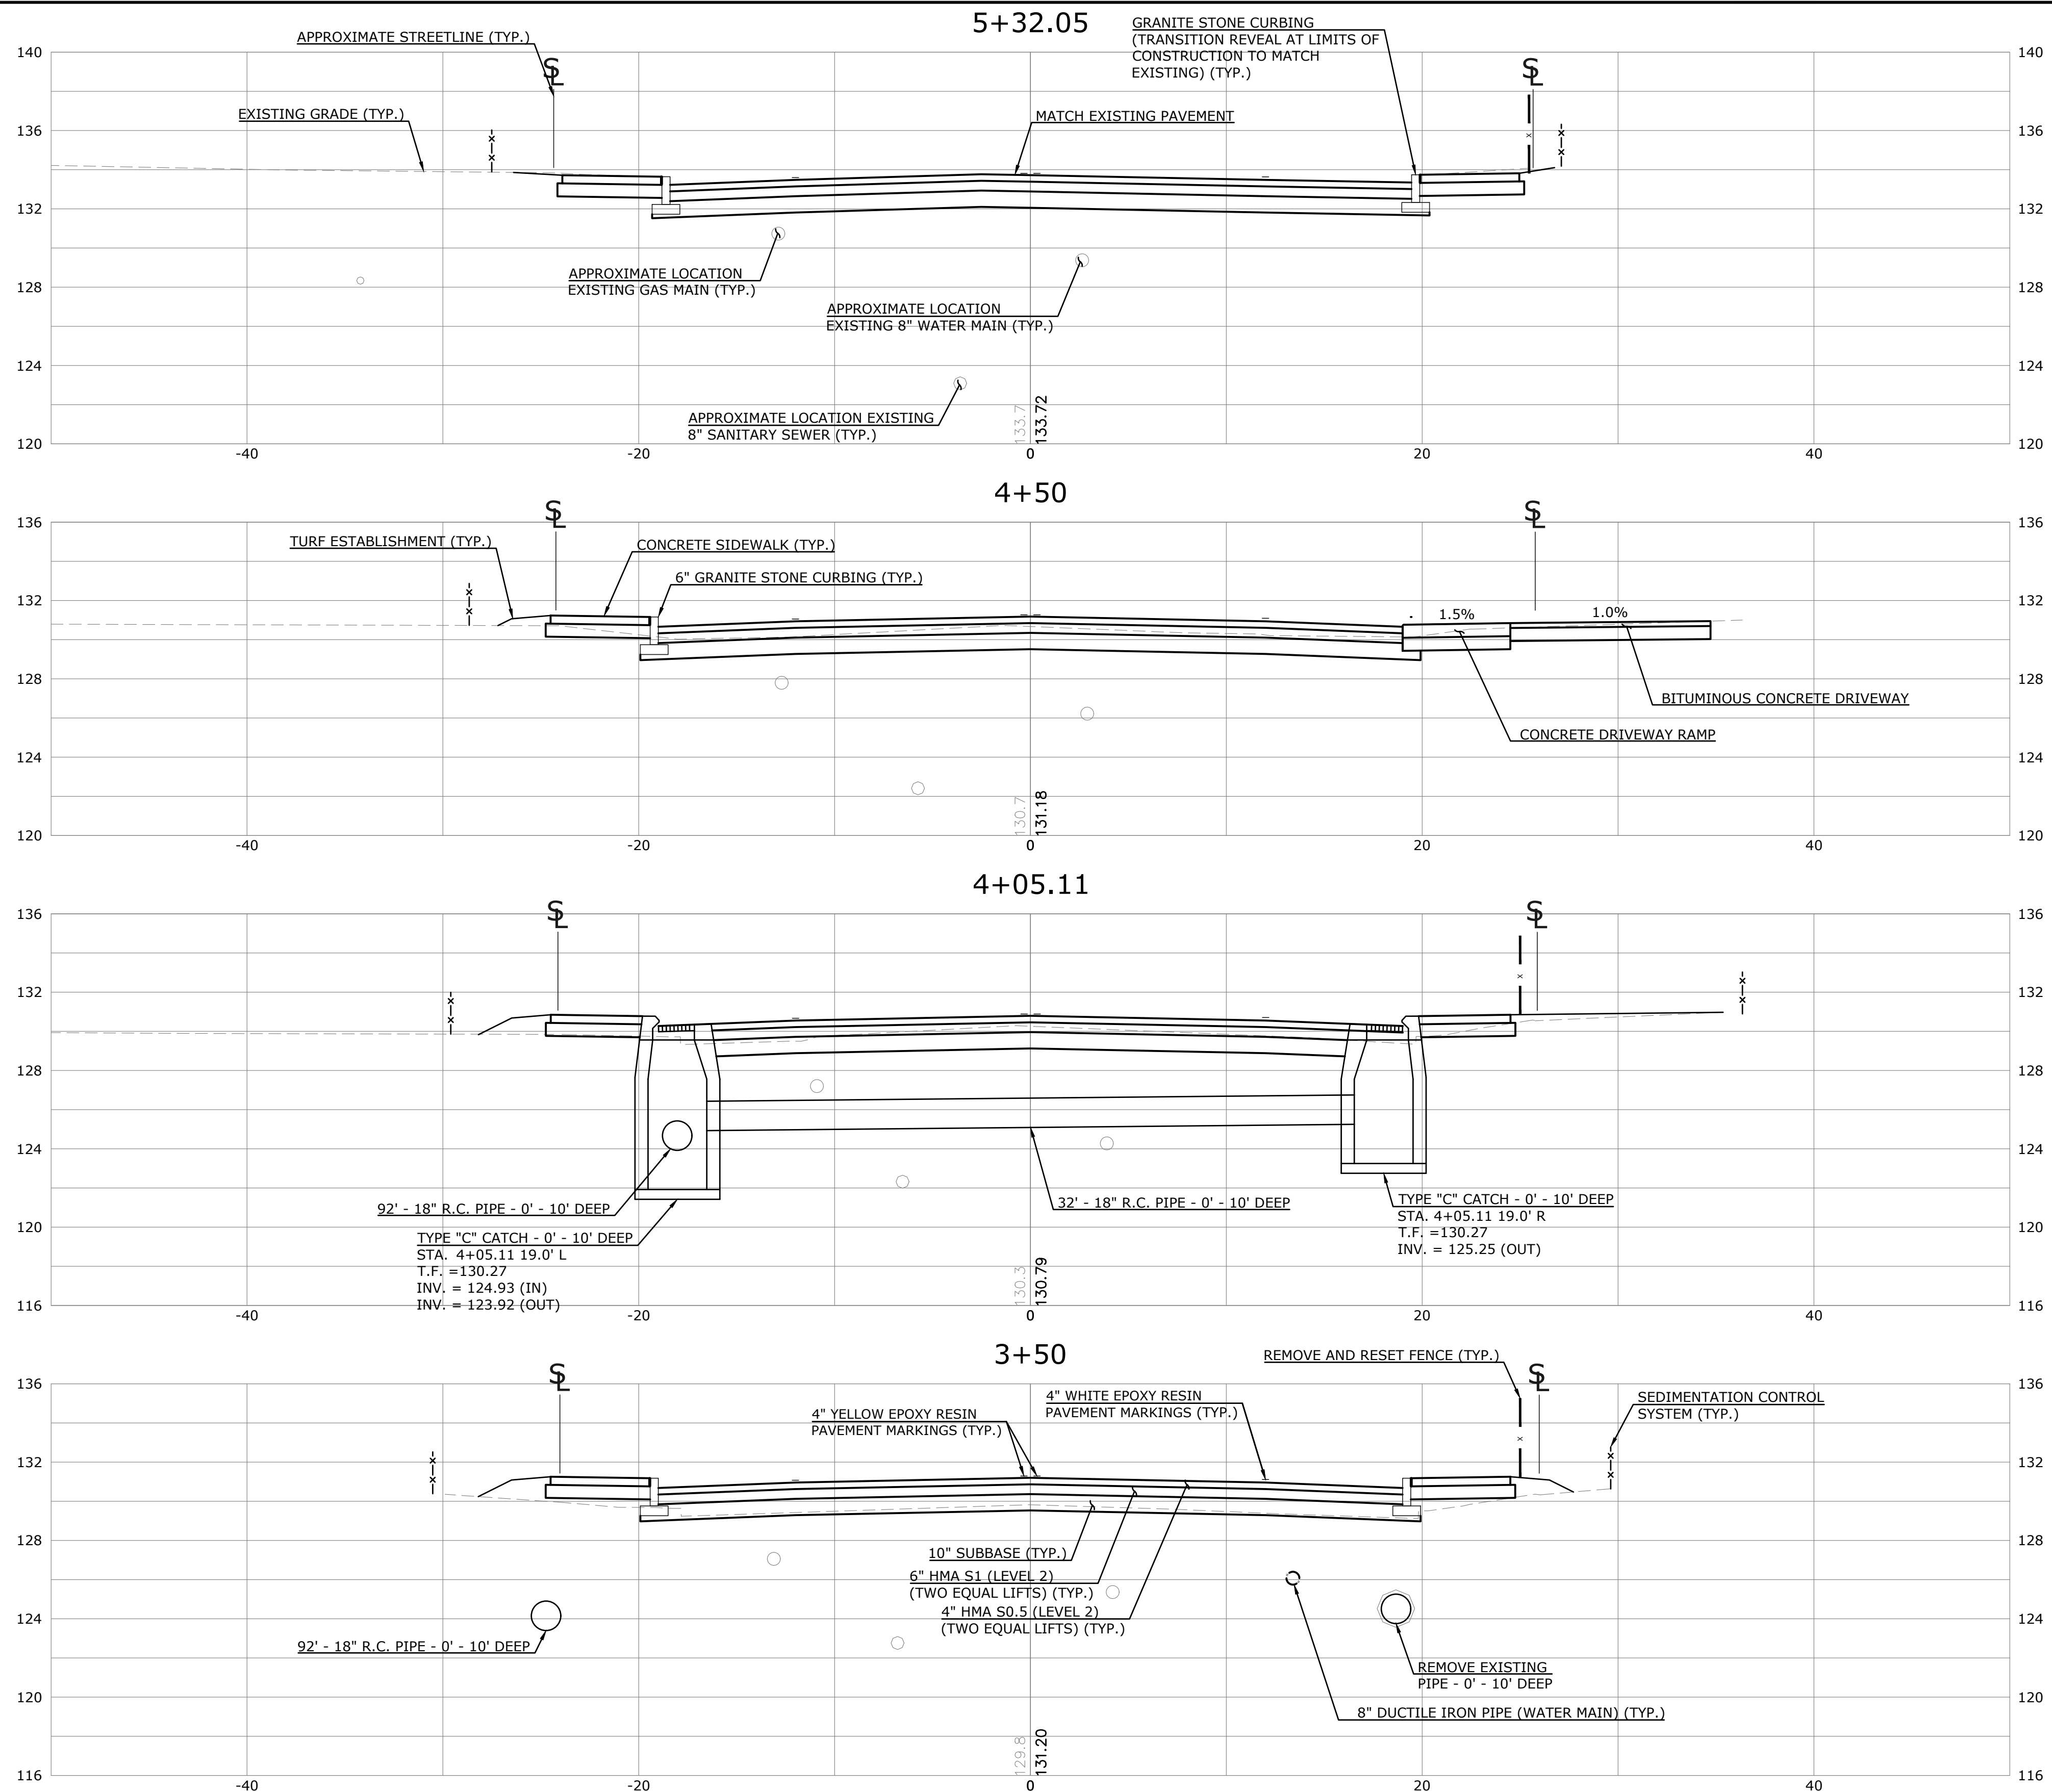 5+32.05
APPROXIMATE STREETLINE (TYP.)
GRANITE STONE CURBING
(TRANSITION REVEAL AT LIMITS OF
CONSTRUCTION TO MATCH
EXISTING) (TYP.)
140
140
SL
SL
EXISTING GRADE (TYP.)
MATCH EXISTING PAVEMENT
136
136
132
132
APPROXIMATE LOCATION
EXISTING GAS MAIN (TYP.)
128
128
APPROXIMATE LOCATION
EXISTING 8" WATER MAIN (TYP.)
124
124
APPROXIMATE LOCATION EXISTING
8" SANITARY SEWER (TYP.)
133.7
133.72
120
120
-40
-20
0
20
40
4+50
136
136
SL
SL
TURF ESTABLISHMENT (TYP.)
CONCRETE SIDEWALK (TYP.)
6" GRANITE STONE CURBING (TYP.)
132
132
1.5%
1.0%
128
128
BITUMINOUS CONCRETE DRIVEWAY
CONCRETE DRIVEWAY RAMP
124
124
130.7
131.18
120
120
-40
-20
0
20
40
4+05.11
136
136
SL
SL
132
132
128
128
124
124
92' - 18" R.C. PIPE - 0' - 10' DEEP
32' - 18" R.C. PIPE - 0' - 10' DEEP
TYPE "C" CATCH - 0' - 10' DEEP
STA. 4+05.11 19.0' R
T.F. =130.27
INV. = 125.25 (OUT)
120
120
TYPE "C" CATCH - 0' - 10' DEEP
STA. 4+05.11 19.0' L
T.F. =130.27
INV. = 124.93 (IN)
INV. = 123.92 (OUT)
130.3
130.79
116
116
-40
-20
0
20
40
3+50
REMOVE AND RESET FENCE (TYP.)
136
136
SL
SL
4" YELLOW EPOXY RESIN
PAVEMENT MARKINGS (TYP.)
4" WHITE EPOXY RESIN
PAVEMENT MARKINGS (TYP.)
SEDIMENTATION CONTROL
SYSTEM (TYP.)
132
132
128
128
10" SUBBASE (TYP.)
6" HMA S1 (LEVEL 2)
(TWO EQUAL LIFTS) (TYP.)
4" HMA S0.5 (LEVEL 2)
(TWO EQUAL LIFTS) (TYP.)
124
124
92' - 18" R.C. PIPE - 0' - 10' DEEP
REMOVE EXISTING
PIPE - 0' - 10' DEEP
8" DUCTILE IRON PIPE (WATER MAIN) (TYP.)
120
120
129.8
131.20
116
116
-40
-20
0
20
40